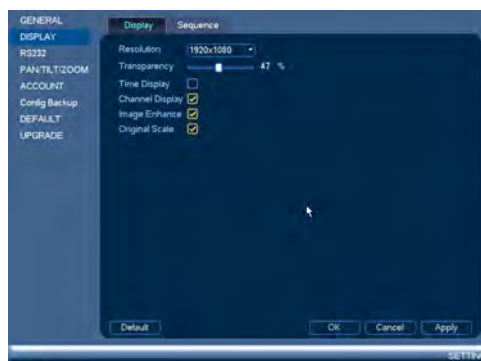 GENERAL
DISPLAY
RS232
PAN/TILT/ZOOM
ACCOUNT
Config Backup
DEFAULT
UPGRADE
Display Sequence
Resolution 1920x1080
Transparency 47 %
Time Display
Channel Display
Image Enhance
Original Scale
Default OK Cancel Apply
SETTIN